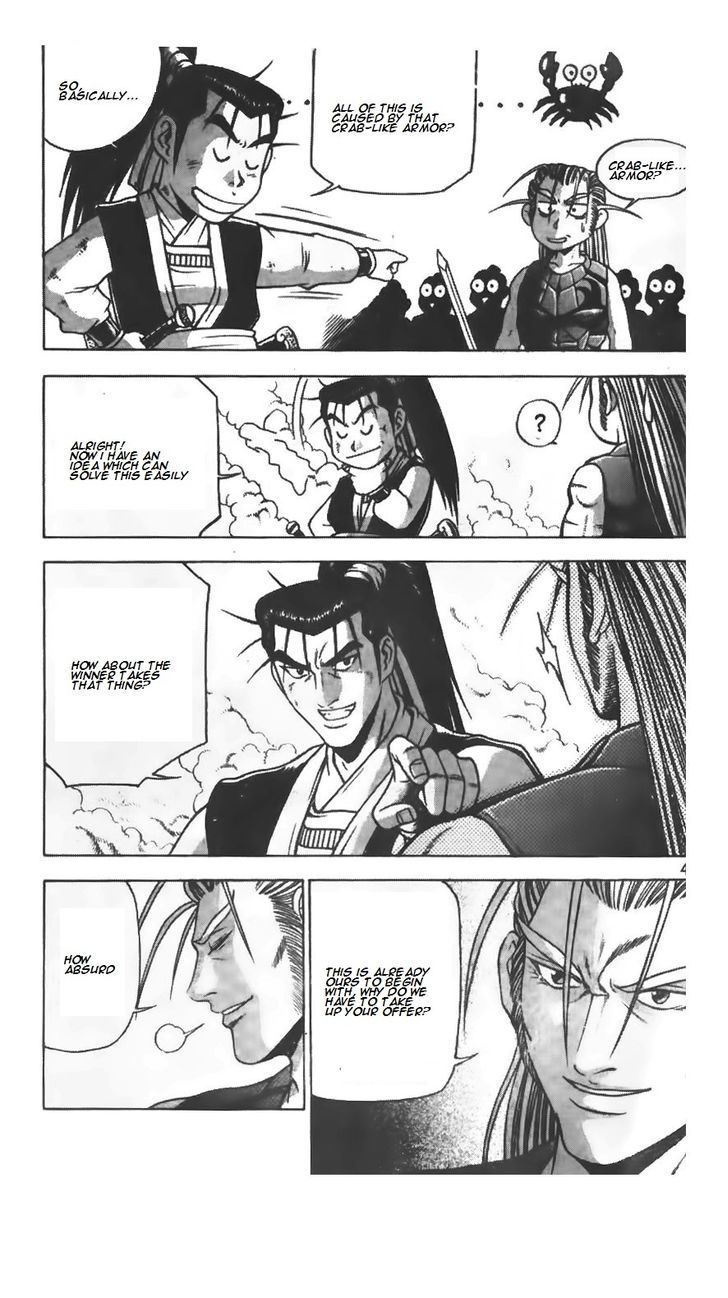 SO,
BASICALLY...
ALL OF THIS IS
CAUSED BY THAT
CRAB-LIKE ARMOR?
CRAB-LIKE...
ARMOR?
ALRIGHT!
NOW I HAVE AN
IDEA WHICH CAN
SOLVE THIS EASILY
?
HOW ABOUT THE
WINNER TAKES
THAT THING?
4
HOW
ABSURD
THIS IS ALREADY
OURS TO BEGIN
WITH, WHY DO WE
HAVE TO TAKE
UP YOUR OFFER?